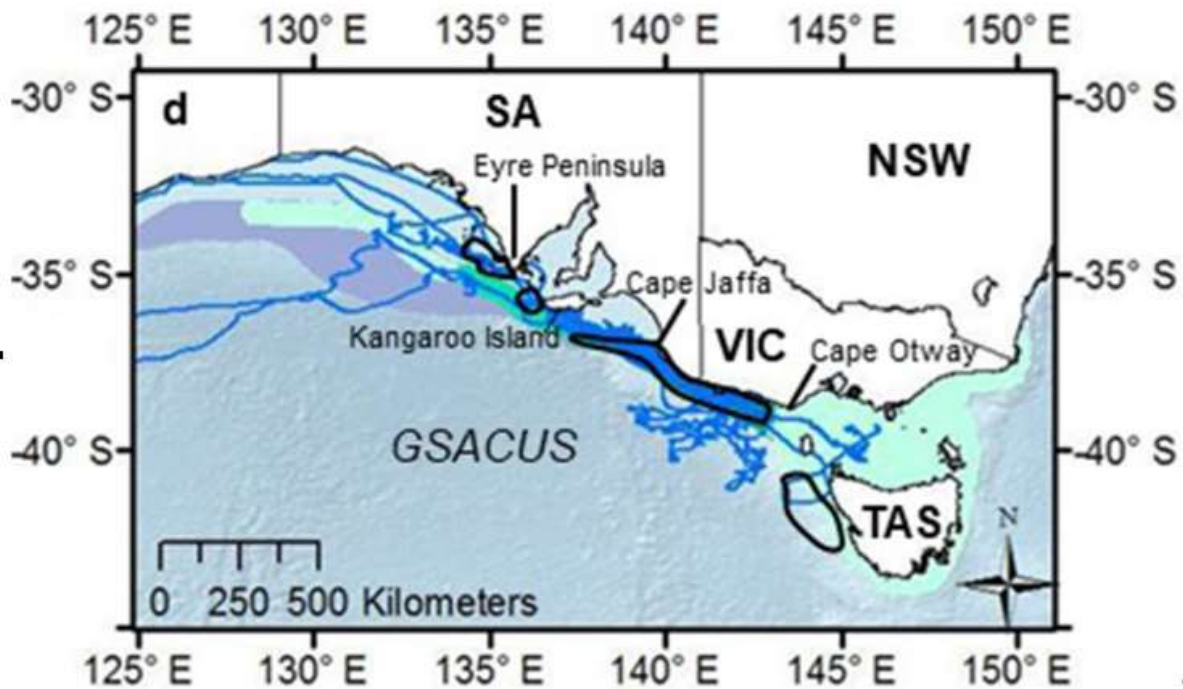 125° E 130° E 135° E 140° E 145° E 150° E
-30° S -30° S
d SA
Eyre Peninsula NSW
-35° S -35° S
Cape Jaffa
Kangaroo Island VIC Cape Otway
-40° S GSACUS -40° S
TAS N
0 250 500 Kilometers
125° E 130° E 135° E 140° E 145° E 150° E